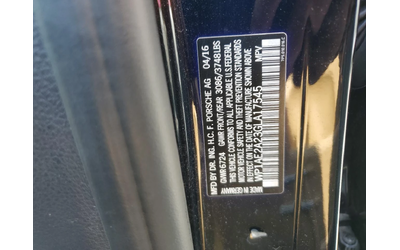 MFD BY DR. ING. H.C. F. PORSCHE AG 04/16
GVWR 6724 GAWR FRONT/REAR 3086/3748LBS
THIS VEHICLE CONFORMS TO ALL APPLICABLE U.S. FEDERAL
MOTOR VEHICLE SAFETY AND THEFT PREVENTION STANDARDS
IN EFFECT ON THE DATE OF MANUFACTURE SHOWN ABOVE.
WP1AE2A23GLA17545
MADE IN GERMANY MPV